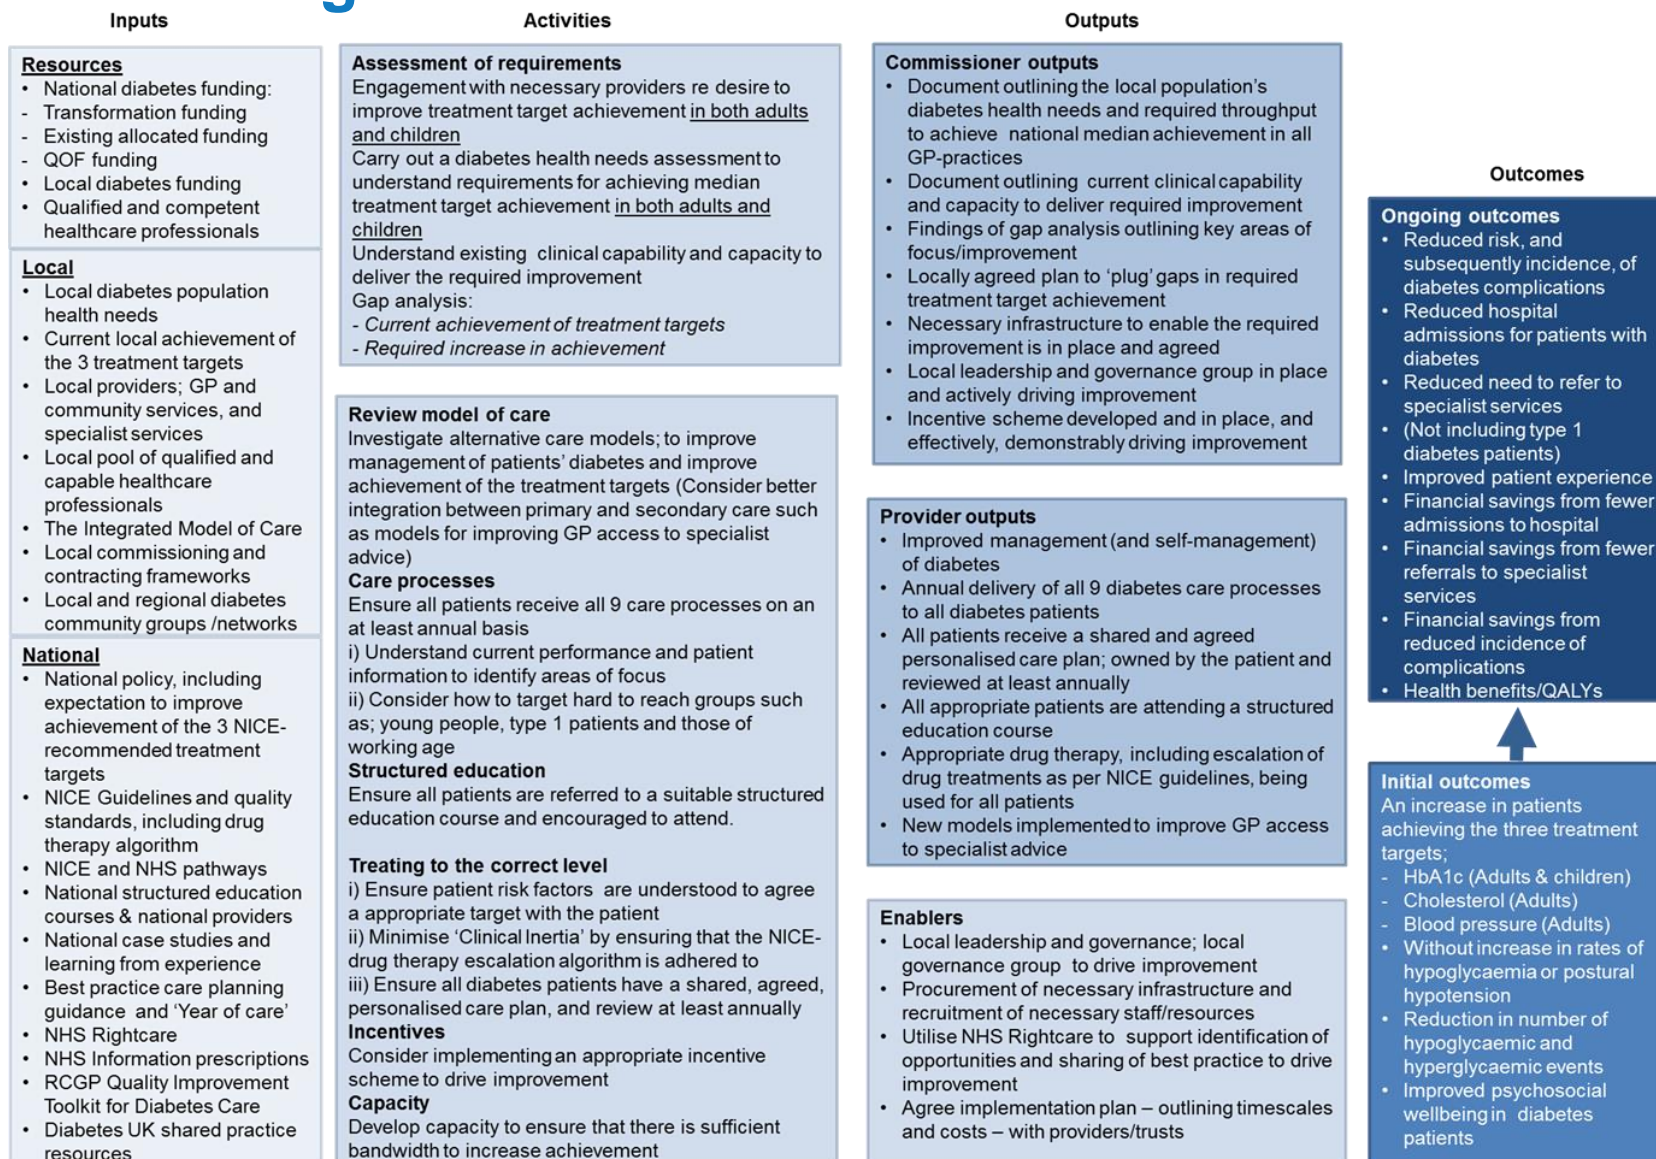 g
Inputs
Resources
• National diabetes funding:
- Transformation funding
- Existing allocated funding
- QOF funding
• Local diabetes funding
• Qualified and competent
healthcare professionals
Local
• Local diabetes population
health needs
• Current local achievement of
the 3 treatment targets
• Local providers; GP and
community services, and
specialist services
• Local pool of qualified and
capable healthcare
professionals
• The Integrated Model of Care
• Local commissioning and
contracting frameworks
• Local and regional diabetes
community groups /networks
National
• National policy, including
expectation to improve
achievement of the 3 NICE-
recommended treatment
targets
• NICE Guidelines and quality
standards, including drug
therapy algorithm
• NICE and NHS pathways
• National structured education
courses & national providers
• National case studies and
learning from experience
• Best practice care planning
guidance and ‘Year of care’
• NHS Rightcare
• NHS Information prescriptions
• RCGP Quality Improvement
Toolkit for Diabetes Care
• Diabetes UK shared practice
resources
Activities
Assessment of requirements
Engagement with necessary providers re desire to
improve treatment target achievement in both adults
and children
Carry out a diabetes health needs assessment to
understand requirements for achieving median
treatment target achievement in both adults and
children
Understand existing clinical capability and capacity to
deliver the required improvement
Gap analysis:
- Current achievement of treatment targets
- Required increase in achievement
Review model of care
Investigate alternative care models; to improve
management of patients’ diabetes and improve
achievement of the treatment targets (Consider better
integration between primary and secondary care such
as models for improving GP access to specialist
advice)
Care processes
Ensure all patients receive all 9 care processes on an
at least annual basis
i) Understand current performance and patient
information to identify areas of focus
ii) Consider how to target hard to reach groups such
as; young people, type 1 patients and those of
working age
Structured education
Ensure all patients are referred to a suitable structured
education course and encouraged to attend.
Treating to the correct level
i) Ensure patient risk factors are understood to agree
a appropriate target with the patient
ii) Minimise ‘Clinical Inertia’ by ensuring that the NICE-
drug therapy escalation algorithm is adhered to
iii) Ensure all diabetes patients have a shared, agreed,
personalised care plan, and review at least annually
Incentives
Consider implementing an appropriate incentive
scheme to drive improvement
Capacity
Develop capacity to ensure that there is sufficient
bandwidth to increase achievement
Outputs
Commissioner outputs
• Document outlining the local population’s
diabetes health needs and required throughput
to achieve national median achievement in all
GP-practices
• Document outlining current clinical capability
and capacity to deliver required improvement
• Findings of gap analysis outlining key areas of
focus/improvement
• Locally agreed plan to ‘plug’ gaps in required
treatment target achievement
• Necessary infrastructure to enable the required
improvement is in place and agreed
• Local leadership and governance group in place
and actively driving improvement
• Incentive scheme developed and in place, and
effectively, demonstrably driving improvement
Provider outputs
• Improved management (and self-management)
of diabetes
• Annual delivery of all 9 diabetes care processes
to all diabetes patients
• All patients receive a shared and agreed
personalised care plan; owned by the patient and
reviewed at least annually
• All appropriate patients are attending a structured
education course
• Appropriate drug therapy, including escalation of
drug treatments as per NICE guidelines, being
used for all patients
• New models implemented to improve GP access
to specialist advice
Enablers
• Local leadership and governance; local
governance group to drive improvement
• Procurement of necessary infrastructure and
recruitment of necessary staff/resources
• Utilise NHS Rightcare to support identification of
opportunities and sharing of best practice to drive
improvement
• Agree implementation plan – outlining timescales
and costs – with providers/trusts
Outcomes
Ongoing outcomes
• Reduced risk, and
subsequently incidence, of
diabetes complications
• Reduced hospital
admissions for patients with
diabetes
• Reduced need to refer to
specialist services
• (Not including type 1
diabetes patients)
• Improved patient experience
• Financial savings from fewer
admissions to hospital
• Financial savings from fewer
referrals to specialist
services
• Financial savings from
reduced incidence of
complications
• Health benefits/QALYs
Initial outcomes
An increase in patients
achieving the three treatment
targets;
- HbA1c (Adults & children)
- Cholesterol (Adults)
- Blood pressure (Adults)
• Without increase in rates of
hypoglycaemia or postural
hypotension
• Reduction in number of
hypoglycaemic and
hyperglycaemic events
• Improved psychosocial
wellbeing in diabetes
patients